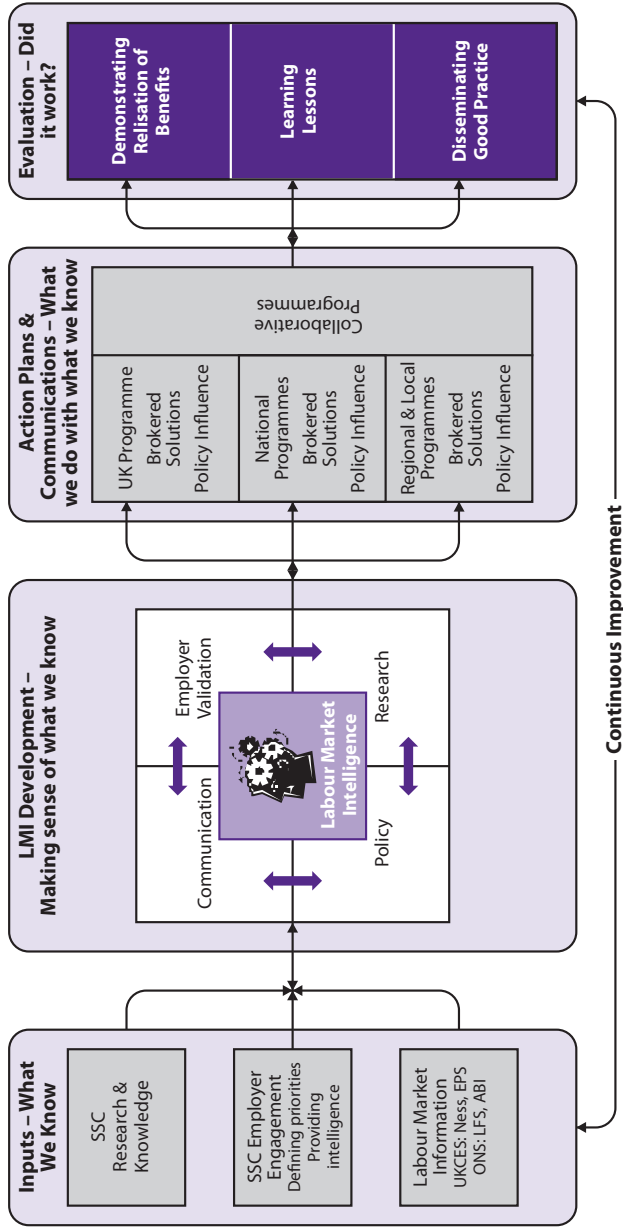 Inputs – What
We Know
SSC
Research &
Knowledge
SSC Employer
Engagement
Defining priorities
Providing
intelligence
Labour Market
Information
UKCES: Ness, EPS
ONS: LFS, ABI
LMI Development –
Making sense of what we know
Communication
Employer
Validation
Labour Market
Intelligence
Policy
Research
Action Plans &
Communications – What
we do with what we know
UK Programme
Brokered
Solutions
Policy Influence
National
Programmes
Brokered
Solutions
Policy Influence
Regional & Local
Programmes
Brokered
Solutions
Policy Influence
Collaborative
Programmes
Evaluation – Did
it work?
Demonstrating
Relisation of
Benefits
Learning
Lessons
Disseminating
Good Practice
Continuous Improvement